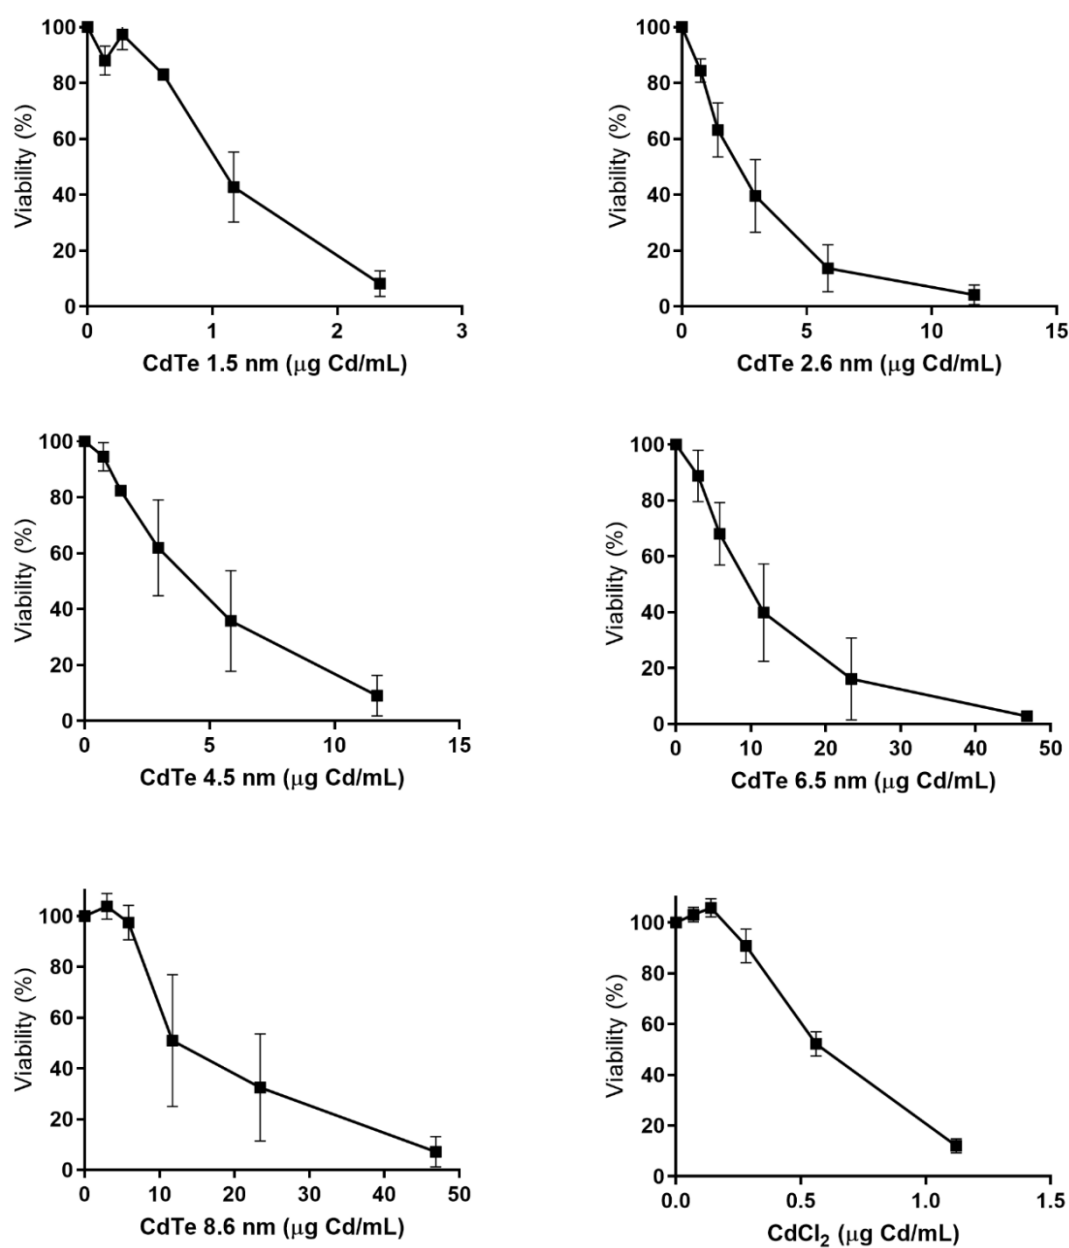 100
80
60
40
20
0
Viability (%)
0 1 2 3
CdTe 1.5 nm (μg Cd/mL)
100
80
60
40
20
0
Viability (%)
0 5 10 15
CdTe 2.6 nm (μg Cd/mL)
100
80
60
40
20
0
Viability (%)
0 5 10 15
CdTe 4.5 nm (μg Cd/mL)
100
80
60
40
20
0
Viability (%)
0 10 20 30 40 50
CdTe 6.5 nm (μg Cd/mL)
100
80
60
40
20
0
Viability (%)
0 10 20 30 40 50
CdTe 8.6 nm (μg Cd/mL)
100
80
60
40
20
0
Viability (%)
0.0 0.5 1.0 1.5
CdCl₂ (μg Cd/mL)